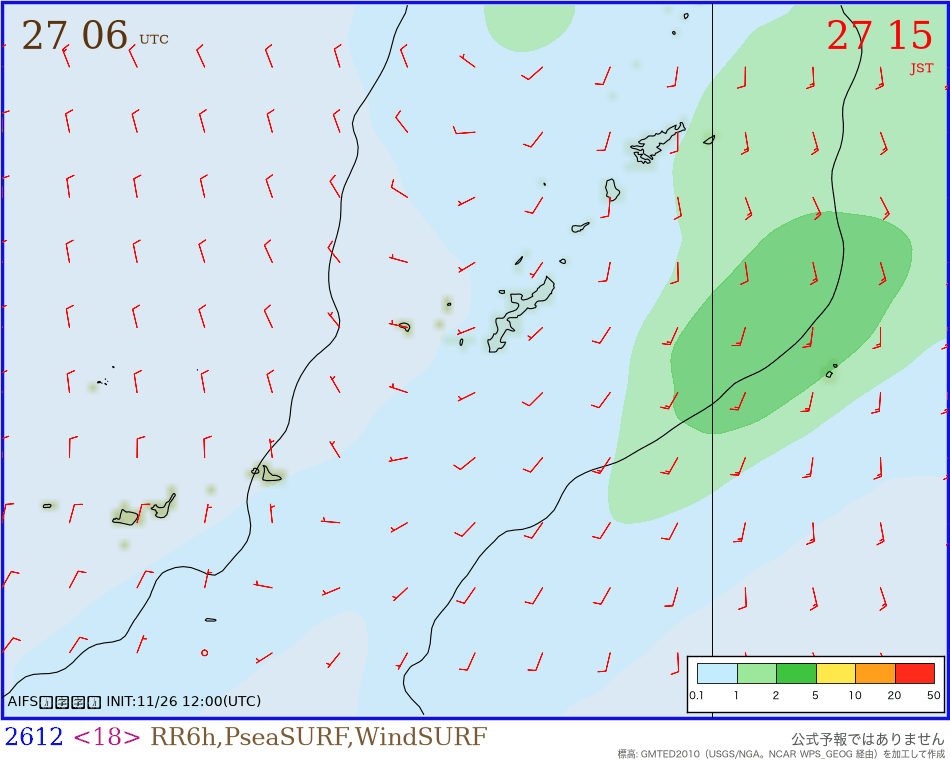 27 06 UTC
27 15
JST
AIFS INIT:11/26 12:00(UTC)
0.1 1 2 5 10 20 50
2612 <18> RR6h,PseaSURF,WindSURF
公式予報ではありません
標高: GMTED2010（USGS/NGA。NCAR WPS_GEOG 経由）を加工して作成